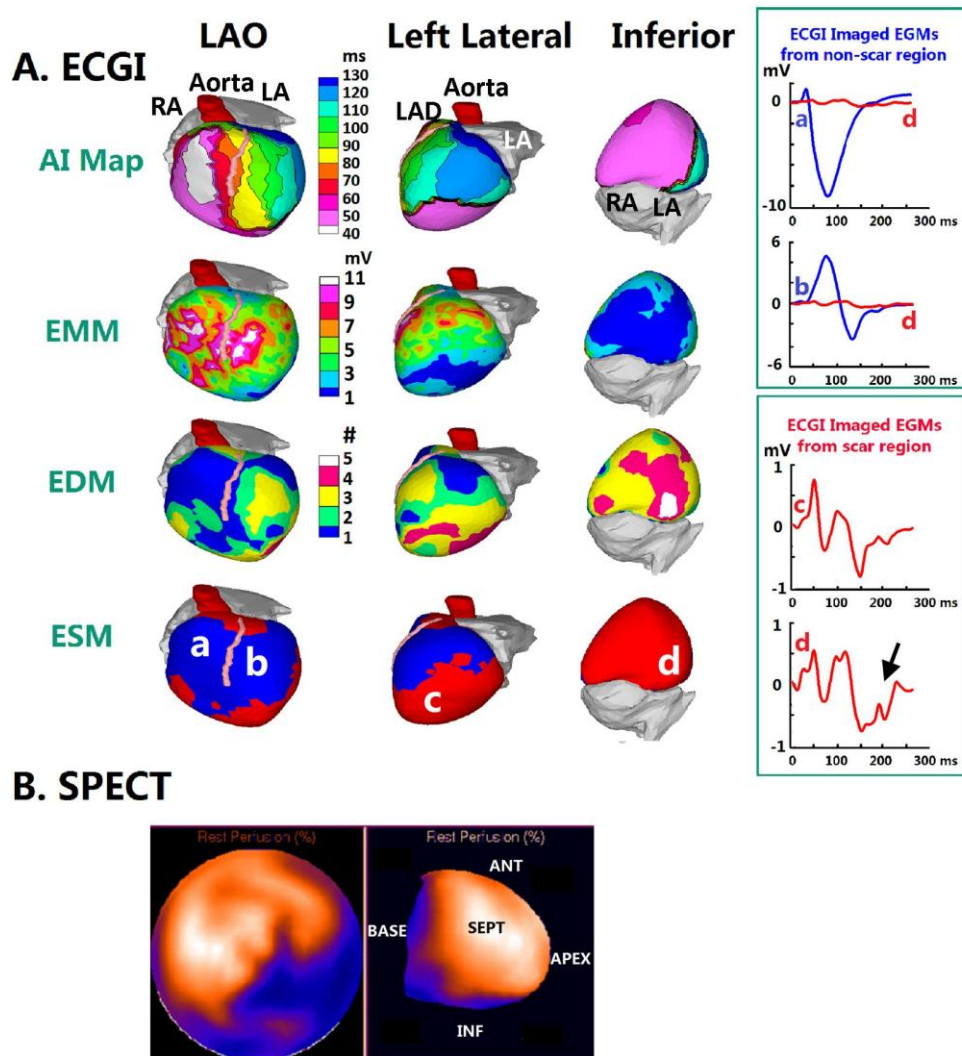 LAO
Left Lateral
Inferior
A. ECGI
ms
130
120
110
100
90
80
70
60
50
40
Aorta
RA
LA
Aorta
LAD
LA
RA
LA
AI Map
mV
11
9
7
5
3
1
EMM
#
5
4
3
2
1
EDM
ESM
a
b
c
d
ECGI Imaged EGMs
from non-scar region
mV
0
-10
a
d
0
100
200
300 ms
6
0
-6
b
d
0
100
200
300 ms
ECGI Imaged EGMs
from scar region
mV
1
0
-1
c
0
100
200
300 ms
1
0
-1
d
0
100
200
300 ms
B. SPECT
Rest Perfusion (%)
Rest Perfusion (%)
ANT
BASE
SEPT
APEX
INF